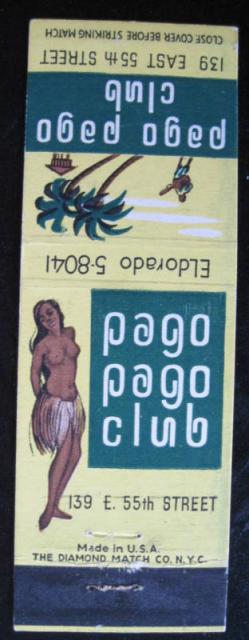 ELdorado 5-8041
pago pago
club
139 EAST 55th STREET
CLOSE COVER BEFORE STRIKING MATCH
pago
pago
club
139 E. 55th STREET
Made in U.S.A.
THE DIAMOND MATCH CO. N.Y.C.